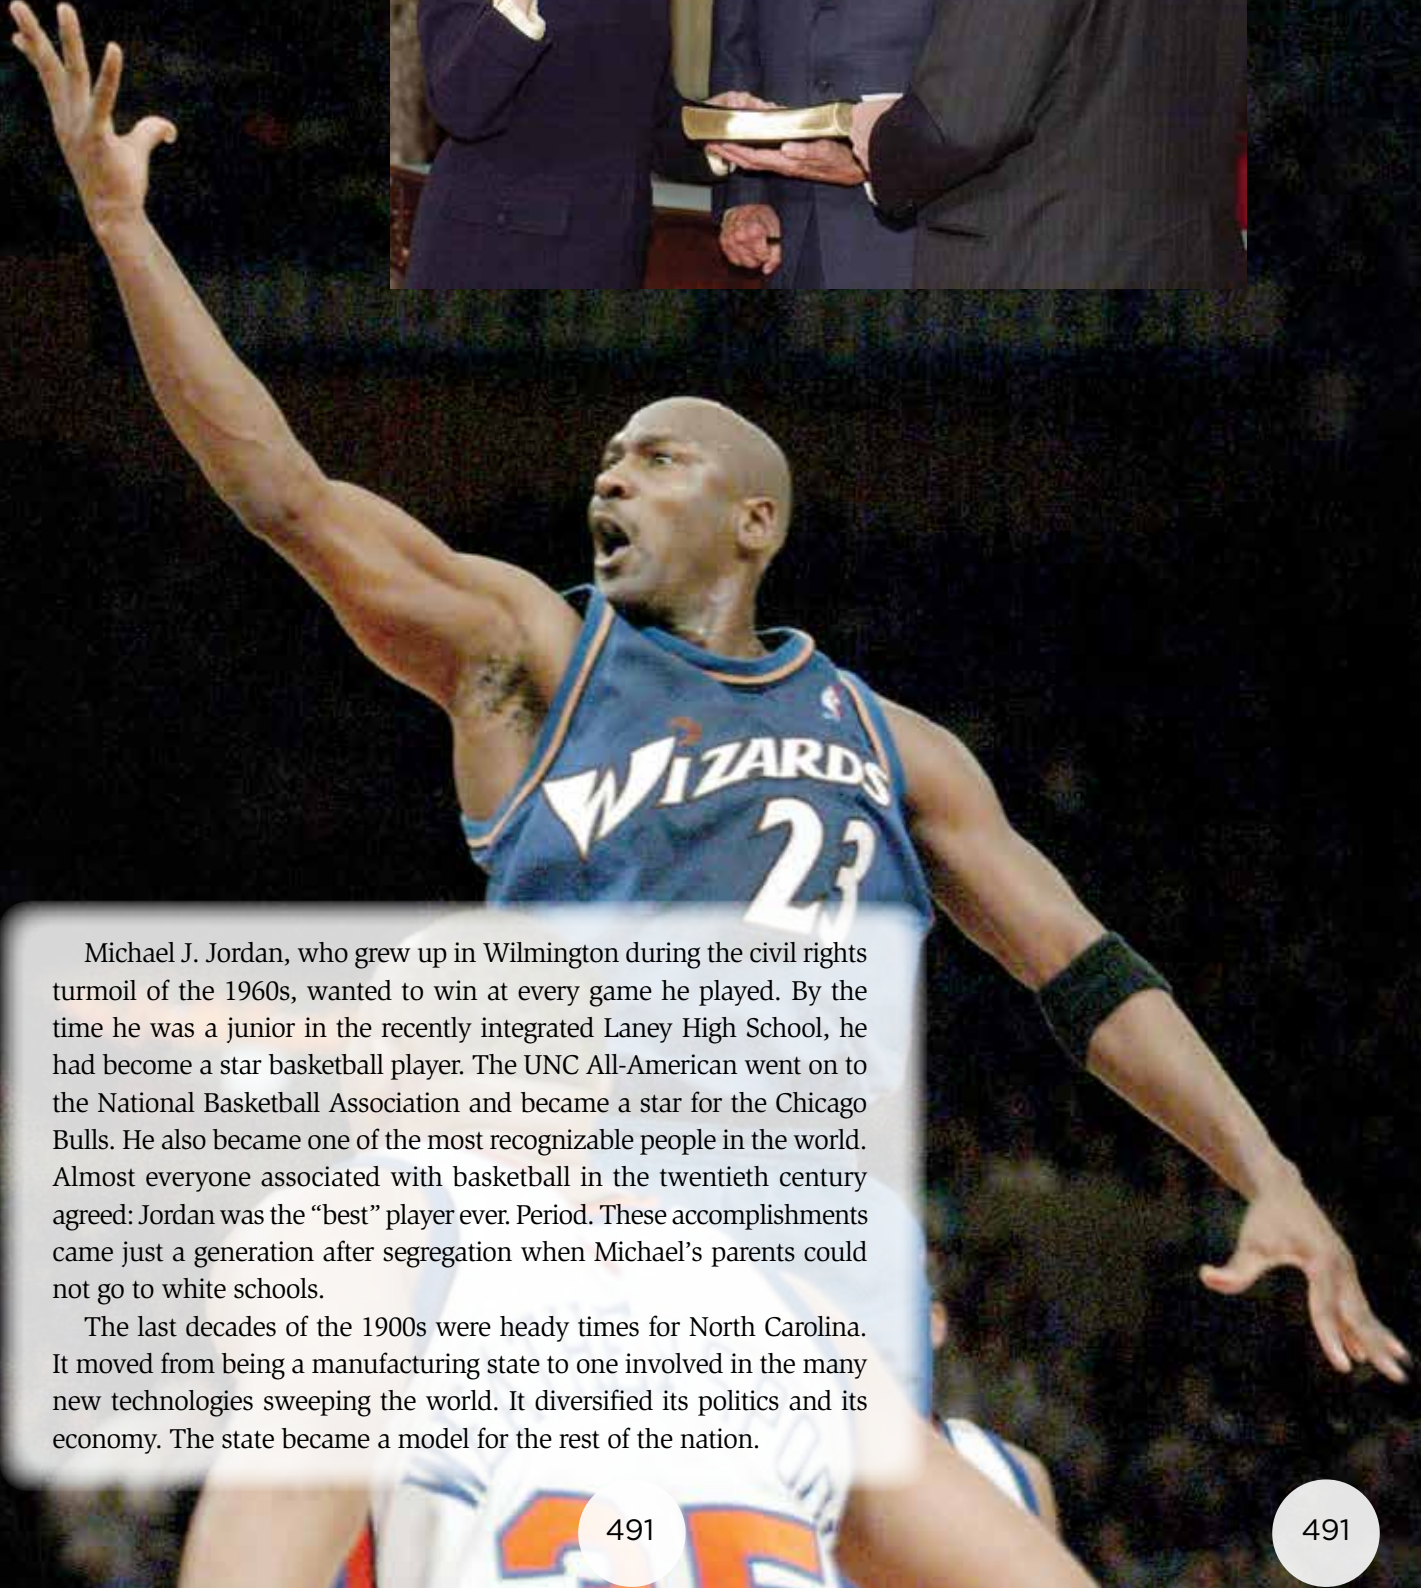 WIZARDS
23
Michael J. Jordan, who grew up in Wilmington during the civil rights
turmoil of the 1960s, wanted to win at every game he played. By the
time he was a junior in the recently integrated Laney High School, he
had become a star basketball player. The UNC All-American went on to
the National Basketball Association and became a star for the Chicago
Bulls. He also became one of the most recognizable people in the world.
Almost everyone associated with basketball in the twentieth century
agreed: Jordan was the “best” player ever. Period. These accomplishments
came just a generation after segregation when Michael’s parents could
not go to white schools.
The last decades of the 1900s were heady times for North Carolina.
It moved from being a manufacturing state to one involved in the many
new technologies sweeping the world. It diversified its politics and its
economy. The state became a model for the rest of the nation.
35
491
491